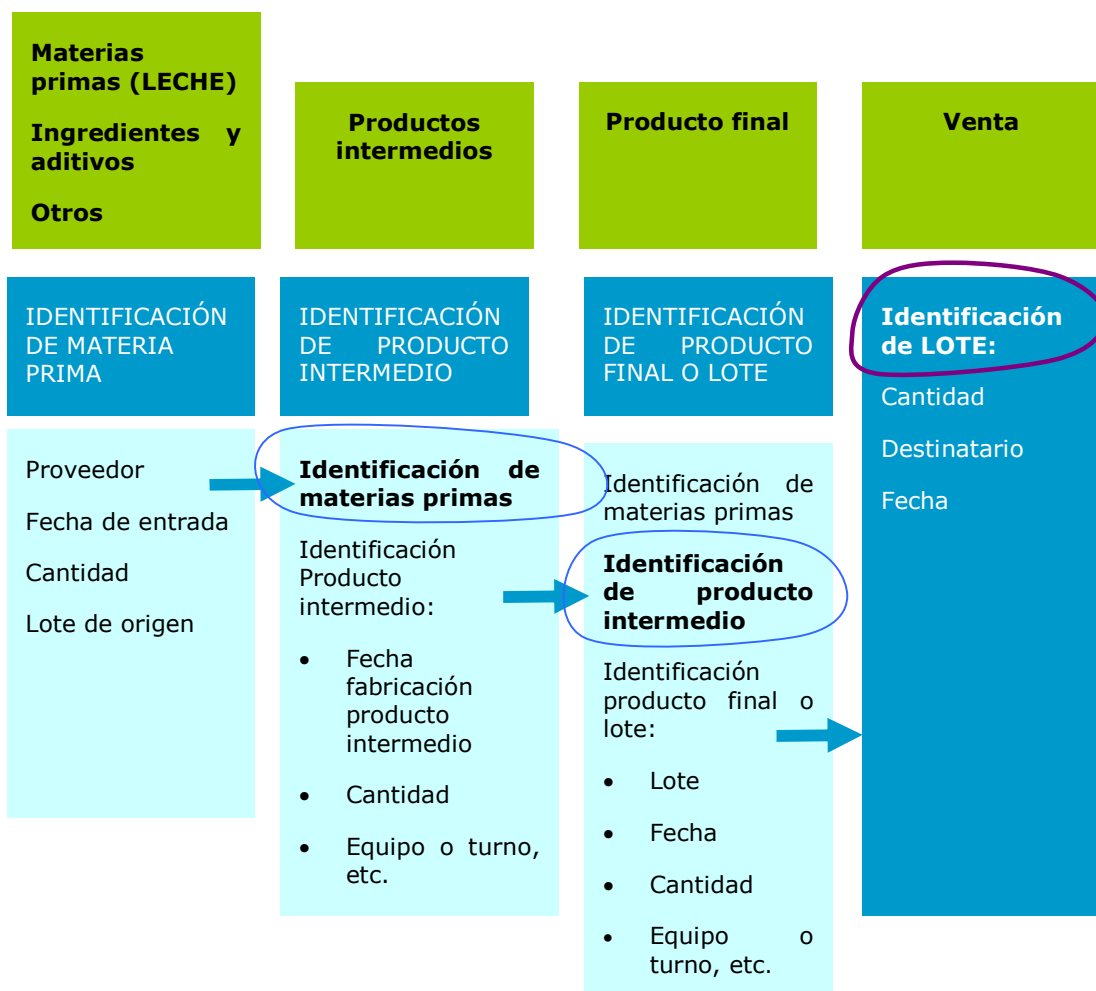 Materias
primas (LECHE)
Ingredientes y
aditivos
Otros
Productos
intermedios
Producto final
Venta
IDENTIFICACIÓN
DE MATERIA
PRIMA
IDENTIFICACIÓN
DE PRODUCTO
INTERMEDIO
IDENTIFICACIÓN
DE PRODUCTO
FINAL O LOTE
Identificación
de LOTE:
Cantidad
Destinatario
Fecha
Proveedor
Fecha de entrada
Cantidad
Lote de origen
Identificación de
materias primas
Identificación
Producto
intermedio:
• Fecha
fabricación
producto
intermedio
• Cantidad
• Equipo o turno,
etc.
Identificación de
materias primas
Identificación
de producto
intermedio
Identificación
producto final o
lote:
• Lote
• Fecha
• Cantidad
• Equipo o
turno, etc.